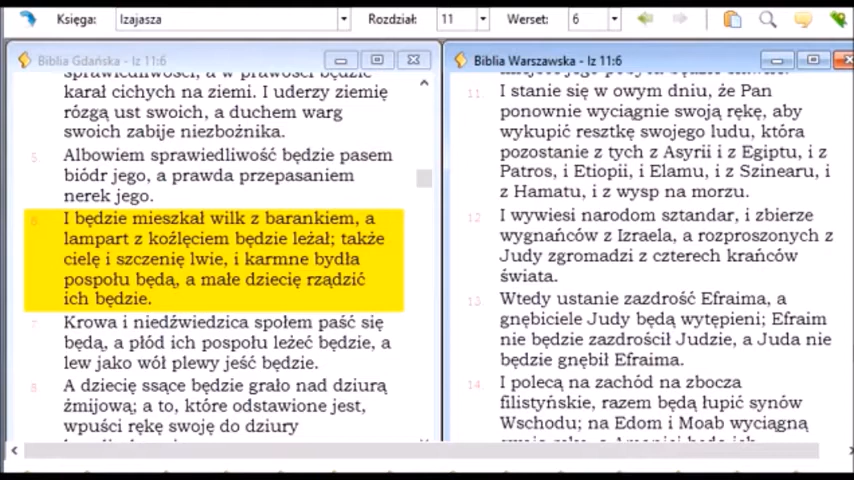 Księga: Izajasza Rozdział: 11 Werset: 6
Biblia Gdańska - Iz 11:6
sprawiedliwości, a w prawości będzie
karał cichych na ziemi. I uderzy ziemię
rózgą ust swoich, a duchem warg
swoich zabije niezbożnika.
5. Albowiem sprawiedliwość będzie pasem
biódr jego, a prawda przepasaniem
nerek jego.
6. I będzie mieszkał wilk z barankiem, a
lampart z koźlęciem będzie leżał; także
cielę i szczenię lwie, i karmne bydła
pospołu będą, a małe dziecię rządzić
ich będzie.
7. Krowa i niedźwiedzica społem paść się
będą, a płód ich pospołu leżeć będzie, a
lew jako wół plewy jeść będzie.
8. A dziecię ssące będzie grało nad dziurą
żmijową; a to, które odstawione jest,
wpuści rękę swoję do dziury
Biblia Warszawska - Iz 11:6
11. I stanie się w owym dniu, że Pan
ponownie wyciągnie swoją rękę, aby
wykupić resztkę swojego ludu, która
pozostanie z tych z Asyrii i z Egiptu, i z
Patros, i Etiopii, i Elamu, i z Szinearu, i
z Hamatu, i z wysp na morzu.
12. I wywiesi narodom sztandar, i zbierze
wygnańców z Izraela, a rozproszonych z
Judy zgromadzi z czterech krańców
świata.
13. Wtedy ustanie zazdrość Efraima, a
gnębiciele Judy będą wytępieni; Efraim
nie będzie zazdrościł Judzie, a Juda nie
będzie gnębił Efraima.
14. I polecą na zachód na zbocza
filistyńskie, razem będą łupić synów
Wschodu; na Edom i Moab wyciągną